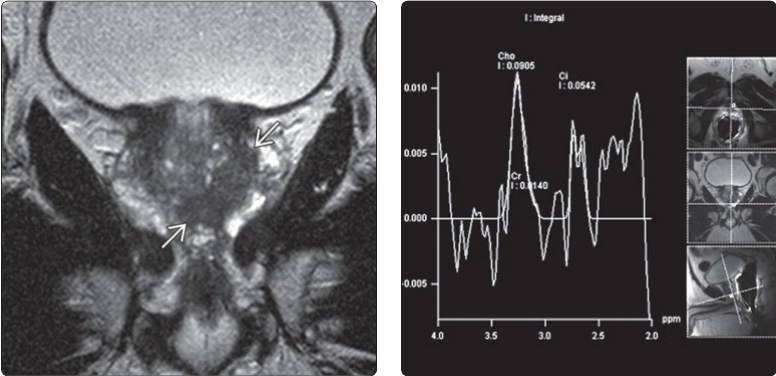 I : Integral
Cho
I : 0.0905
Ci
I : 0.0542
0.010
0.005
Cr
I : 0.0140
0.000
-0.005
ppm
4.0 3.5 3.0 2.5 2.0